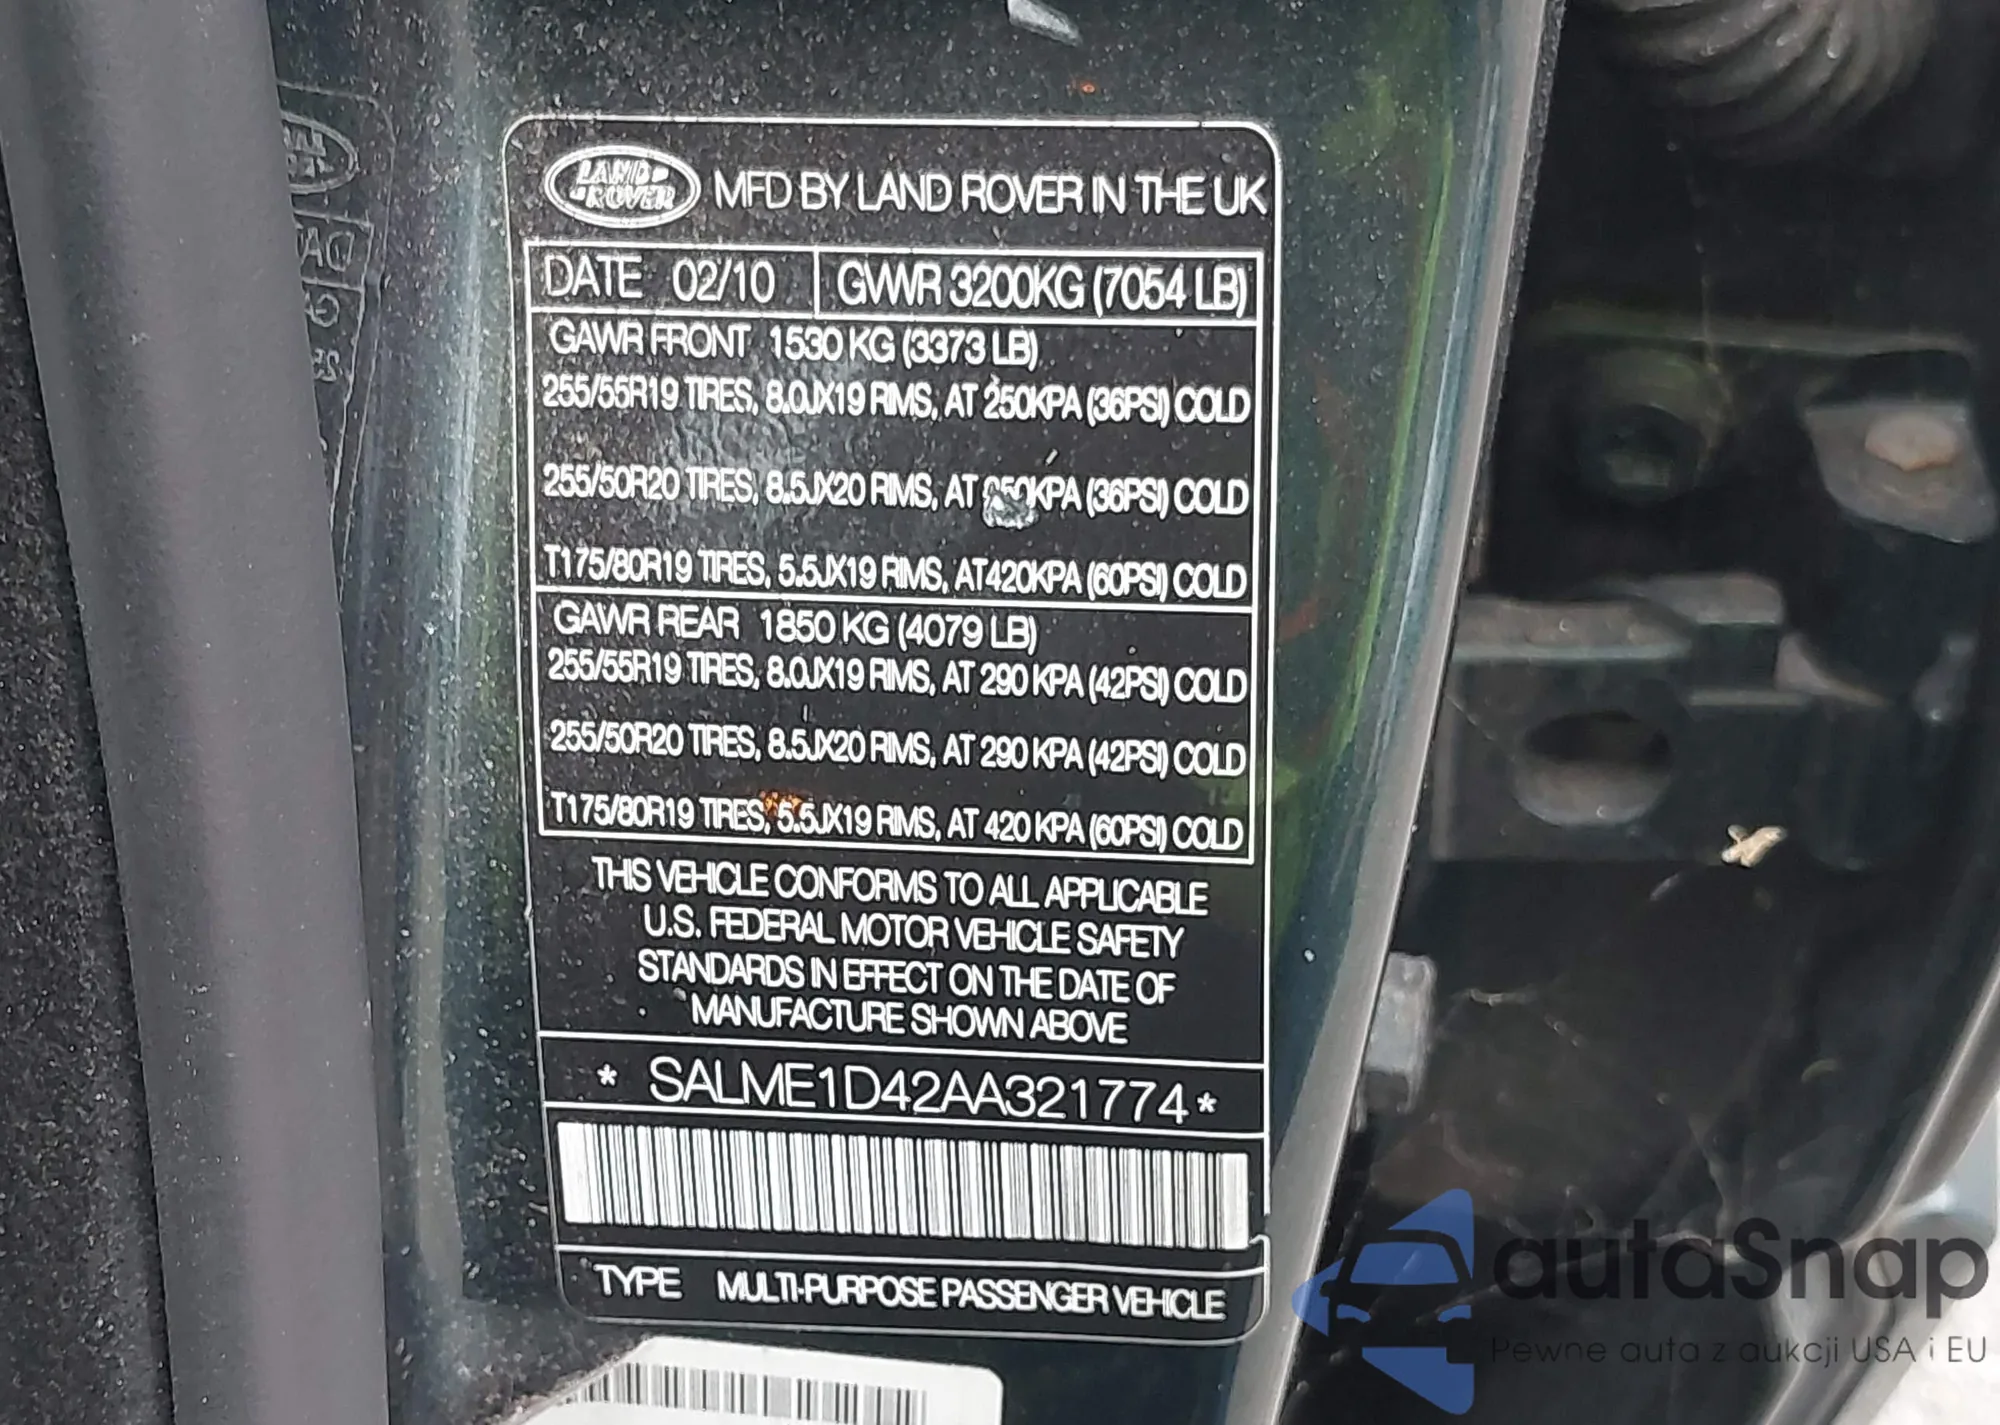 LAND ROVER MFD BY LAND ROVER IN THE UK
DATE 02/10 GVWR 3200KG (7054 LB)
GAWR FRONT 1530 KG (3373 LB)
255/55R19 TIRES, 8.0JX19 RIMS, AT 250KPA (36PSI) COLD
255/50R20 TIRES, 8.5JX20 RIMS, AT 250KPA (36PSI) COLD
T175/80R19 TIRES, 5.5JX19 RIMS, AT 420KPA (60PSI) COLD
GAWR REAR 1850 KG (4079 LB)
255/55R19 TIRES, 8.0JX19 RIMS, AT 290 KPA (42PSI) COLD
255/50R20 TIRES, 8.5JX20 RIMS, AT 290 KPA (42PSI) COLD
T175/80R19 TIRES, 5.5JX19 RIMS, AT 420 KPA (60PSI) COLD
THIS VEHICLE CONFORMS TO ALL APPLICABLE
U.S. FEDERAL MOTOR VEHICLE SAFETY
STANDARDS IN EFFECT ON THE DATE OF
MANUFACTURE SHOWN ABOVE
* SALME1D42AA321774 *
TYPE MULTI-PURPOSE PASSENGER VEHICLE
autaSnap
Pewne auta z aukcji USA i EU